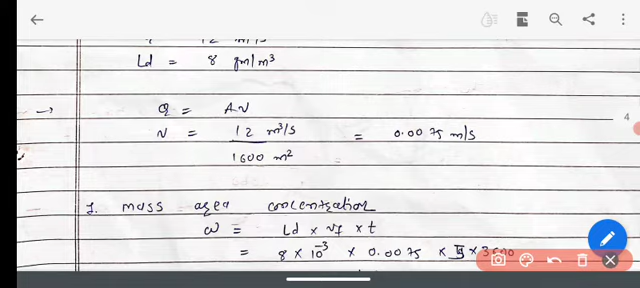 Ld = 8 gm/m³
Q = AV
V = 12 m³/s = 0.0075 m/s
1600 m²
1. mass area concentration
W = Ld × Vf × t
= 8 × 10⁻³ × 0.0075 ×
4